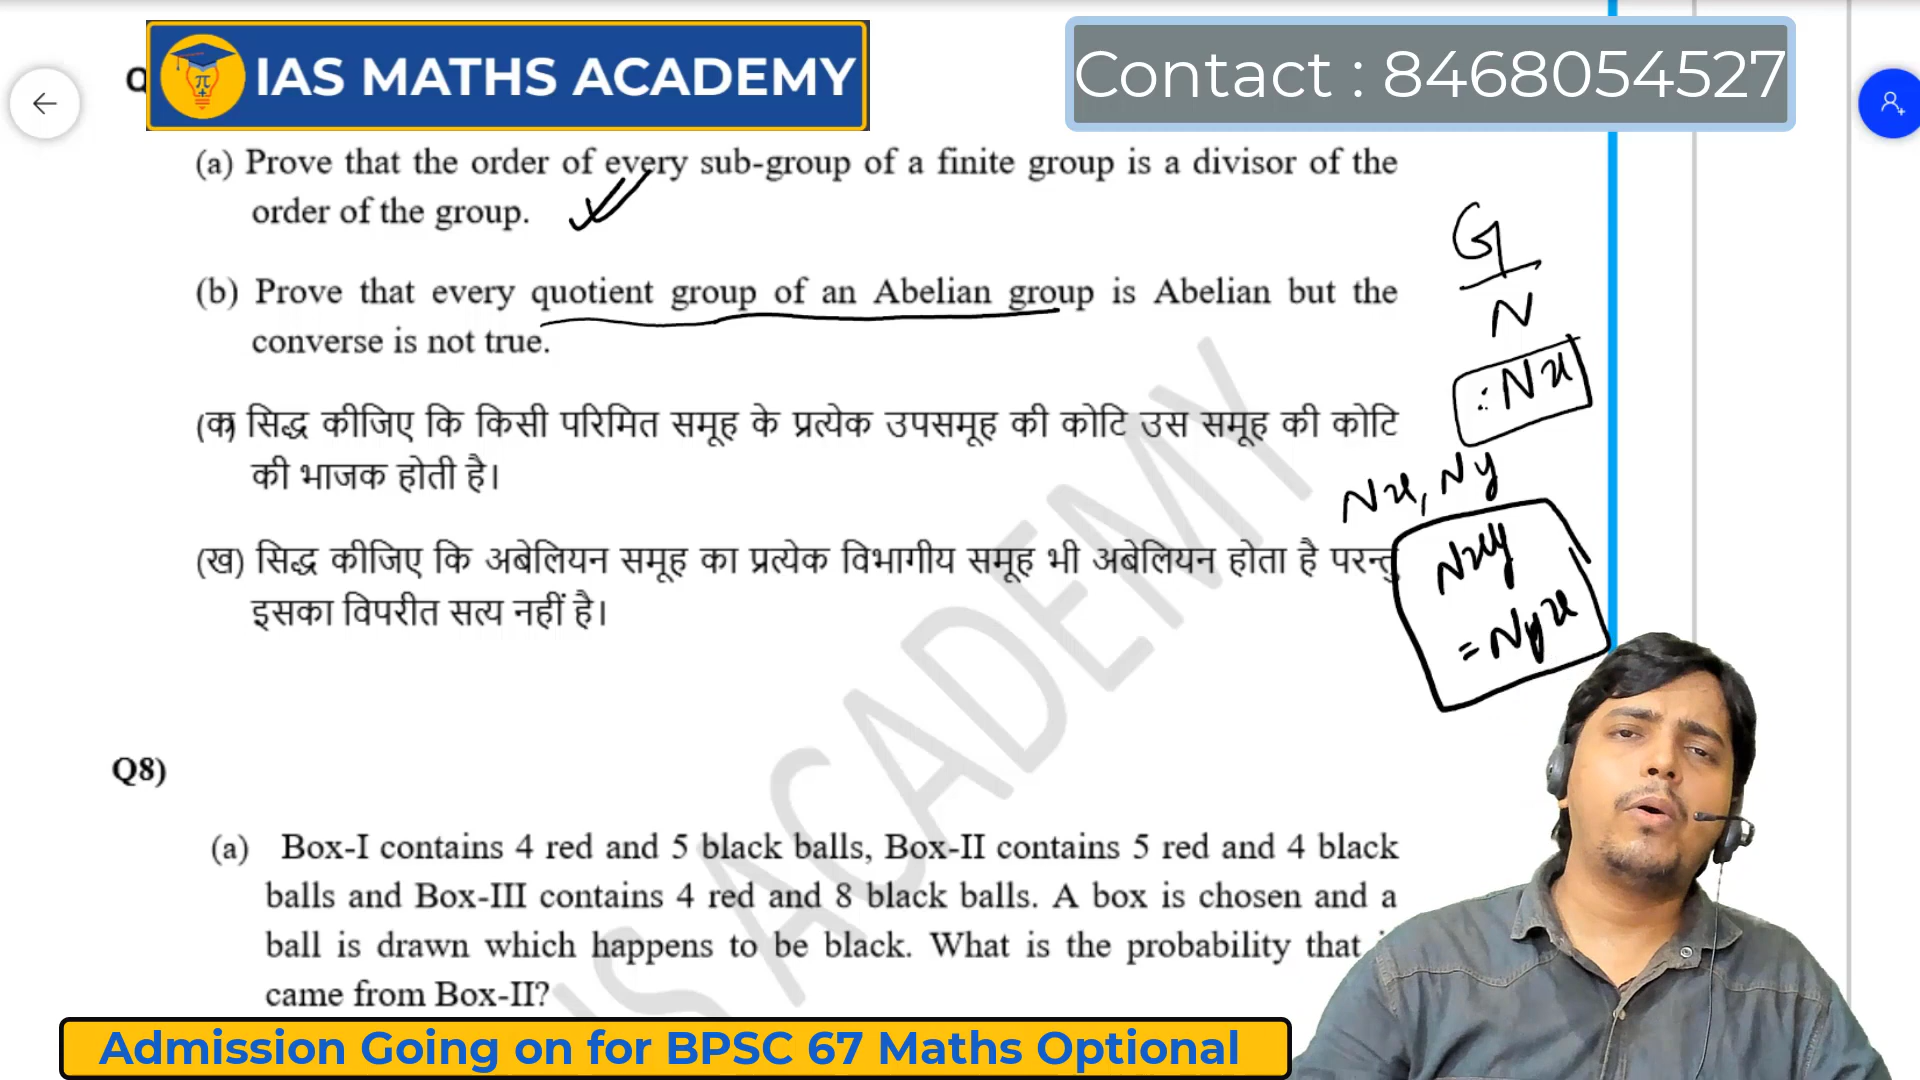 Q
IAS MATHS ACADEMY
Contact : 8468054527
(a) Prove that the order of every sub-group of a finite group is a divisor of the
order of the group.
(b) Prove that every quotient group of an Abelian group is Abelian but the
converse is not true.
(क) सिद्ध कीजिए कि किसी परिमित समूह के प्रत्येक उपसमूह की कोटि उस समूह की कोटि
की भाजक होती है।
(ख) सिद्ध कीजिए कि अबेलियन समूह का प्रत्येक विभागीय समूह भी अबेलियन होता है परन्तु
इसका विपरीत सत्य नहीं है।
G
N
: Nx
Nx, Ny
Nxy
= Nyx
Q8)
(a) Box-I contains 4 red and 5 black balls, Box-II contains 5 red and 4 black
balls and Box-III contains 4 red and 8 black balls. A box is chosen and a
ball is drawn which happens to be black. What is the probability that
came from Box-II?
IS ACADEMY
Admission Going on for BPSC 67 Maths Optional